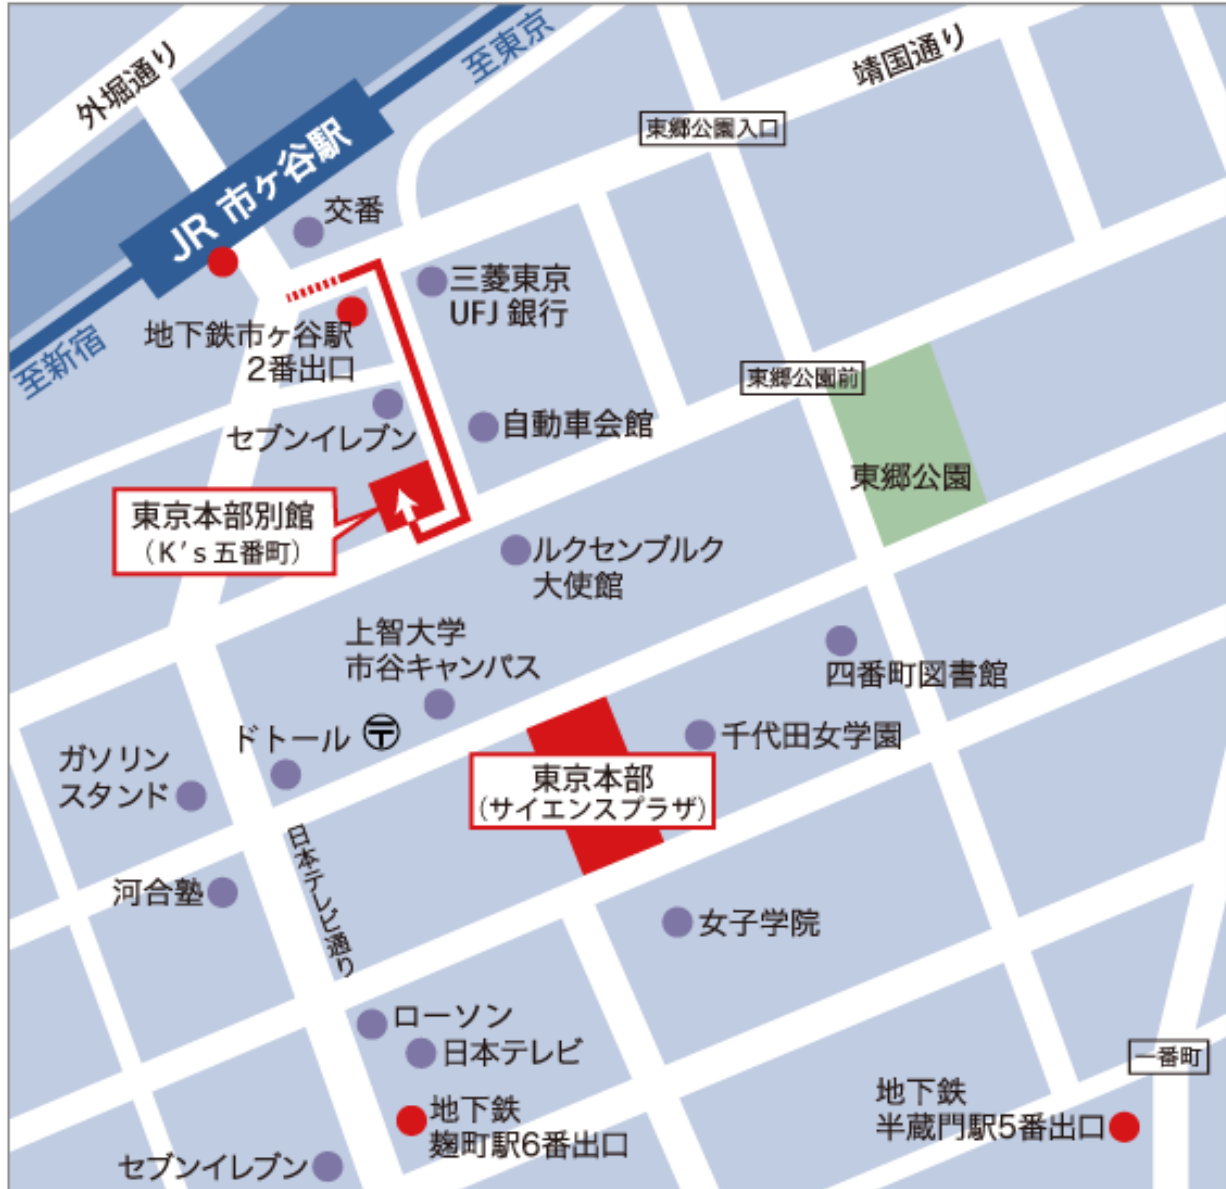 外堀通り
至東京
靖国通り
東郷公園入口
JR 市ヶ谷駅
交番
三菱東京
UFJ 銀行
至新宿
地下鉄市ヶ谷駅
2番出口
東郷公園前
セブンイレブン
自動車会館
東郷公園
東京本部別館
（K's五番町）
ルクセンブルク
大使館
上智大学
市谷キャンパス
四番町図書館
ドトール 〒
千代田女学園
ガソリン
スタンド
東京本部
（サイエンスプラザ）
日本テレビ通り
河合塾
女子学院
ローソン
日本テレビ
一番町
地下鉄
麹町駅6番出口
地下鉄
半蔵門駅5番出口
セブンイレブン